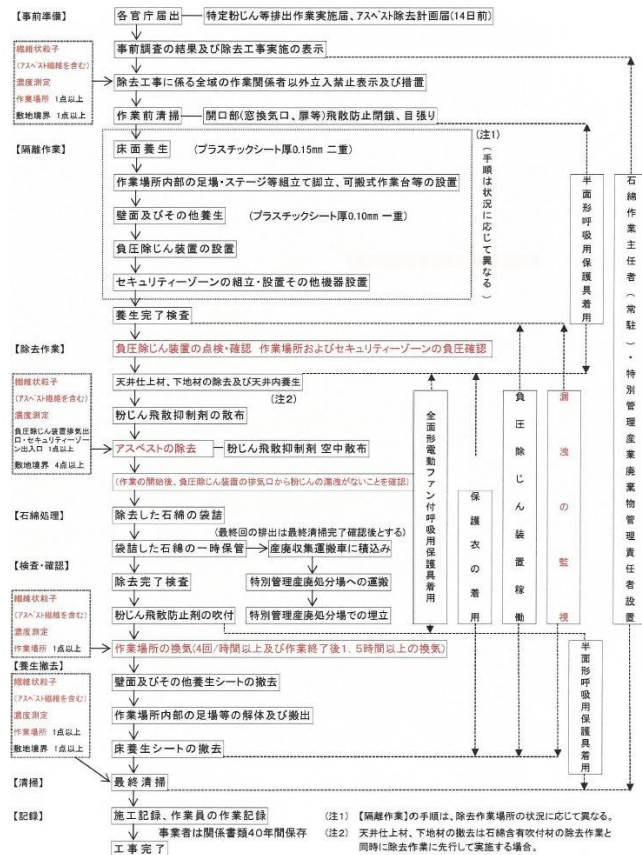 【事前準備】
各官庁届出
特定粉じん等排出作業実施届、アスベスト除去計画届(14日前)
事前調査の結果及び除去工事実施の表示
繊維状粒子
(アスベスト繊維を含む)
濃度測定
作業場所 1点以上
敷地境界 1点以上
除去工事に係る全域の作業関係者以外立入禁止表示及び措置
作業前清掃
開口部(窓換気口、扉等)飛散防止閉鎖、目張り
【隔離作業】
床面養生
(プラスチックシート厚0.15mm 二重)
作業場所内部の足場・ステージ等組立て脚立、可搬式作業台等の設置
壁面及びその他養生
(プラスチックシート厚0.10mm 一重)
負圧除じん装置の設置
セキュリティーゾーンの組立・設置その他機器設置
(注1)
(手順は状況に応じて異なる)
養生完了検査
【除去作業】
負圧除じん装置の点検・確認 作業場所およびセキュリティーゾーンの負圧確認
天井仕上材、下地材の除去及び天井内養生
(注2)
繊維状粒子
(アスベスト繊維を含む)
濃度測定
負圧除じん装置排気出口・セキュリティーゾーン出入口 1点以上
敷地境界 4点以上
粉じん飛散抑制剤の散布
アスベストの除去
粉じん飛散抑制剤 空中散布
(作業の開始後、負圧除じん装置の排気口から粉じんの漏洩がないことを確認)
【石綿処理】
除去した石綿の袋詰
(最終回の排出は最終清掃完了確認後とする)
袋詰した石綿の一時保管
産廃収集運搬車に積込み
【検査・確認】
除去完了検査
特別管理産廃処分場への運搬
粉じん飛散防止剤の吹付
特別管理産廃処分場での埋立
繊維状粒子
(アスベスト繊維を含む)
濃度測定
作業場所 1点以上
作業場所の換気(4回/時間以上及び作業終了後1.5時間以上の換気)
【養生撤去】
繊維状粒子
(アスベスト繊維を含む)
濃度測定
作業場所 1点以上
敷地境界 1点以上
壁面及びその他養生シートの撤去
作業場所内部の足場等の解体及び搬出
床養生シートの撤去
【清掃】
最終清掃
【記録】
施工記録、作業員の作業記録
事業者は関係書類40年間保存
工事完了
全面形電動ファン付呼吸用保護具着用
保護衣の着用
負圧除じん装置稼働
漏洩の監視
半面形呼吸用保護具着用
半面形呼吸用保護具着用
石綿作業主任者(常駐)・特別管理産業廃棄物管理責任者設置
(注1) 【隔離作業】の手順は、除去作業場所の状況に応じて異なる。
(注2) 天井仕上材、下地材の撤去は石綿含有吹付材の除去作業と
同時に除去作業に先行して実施する場合。